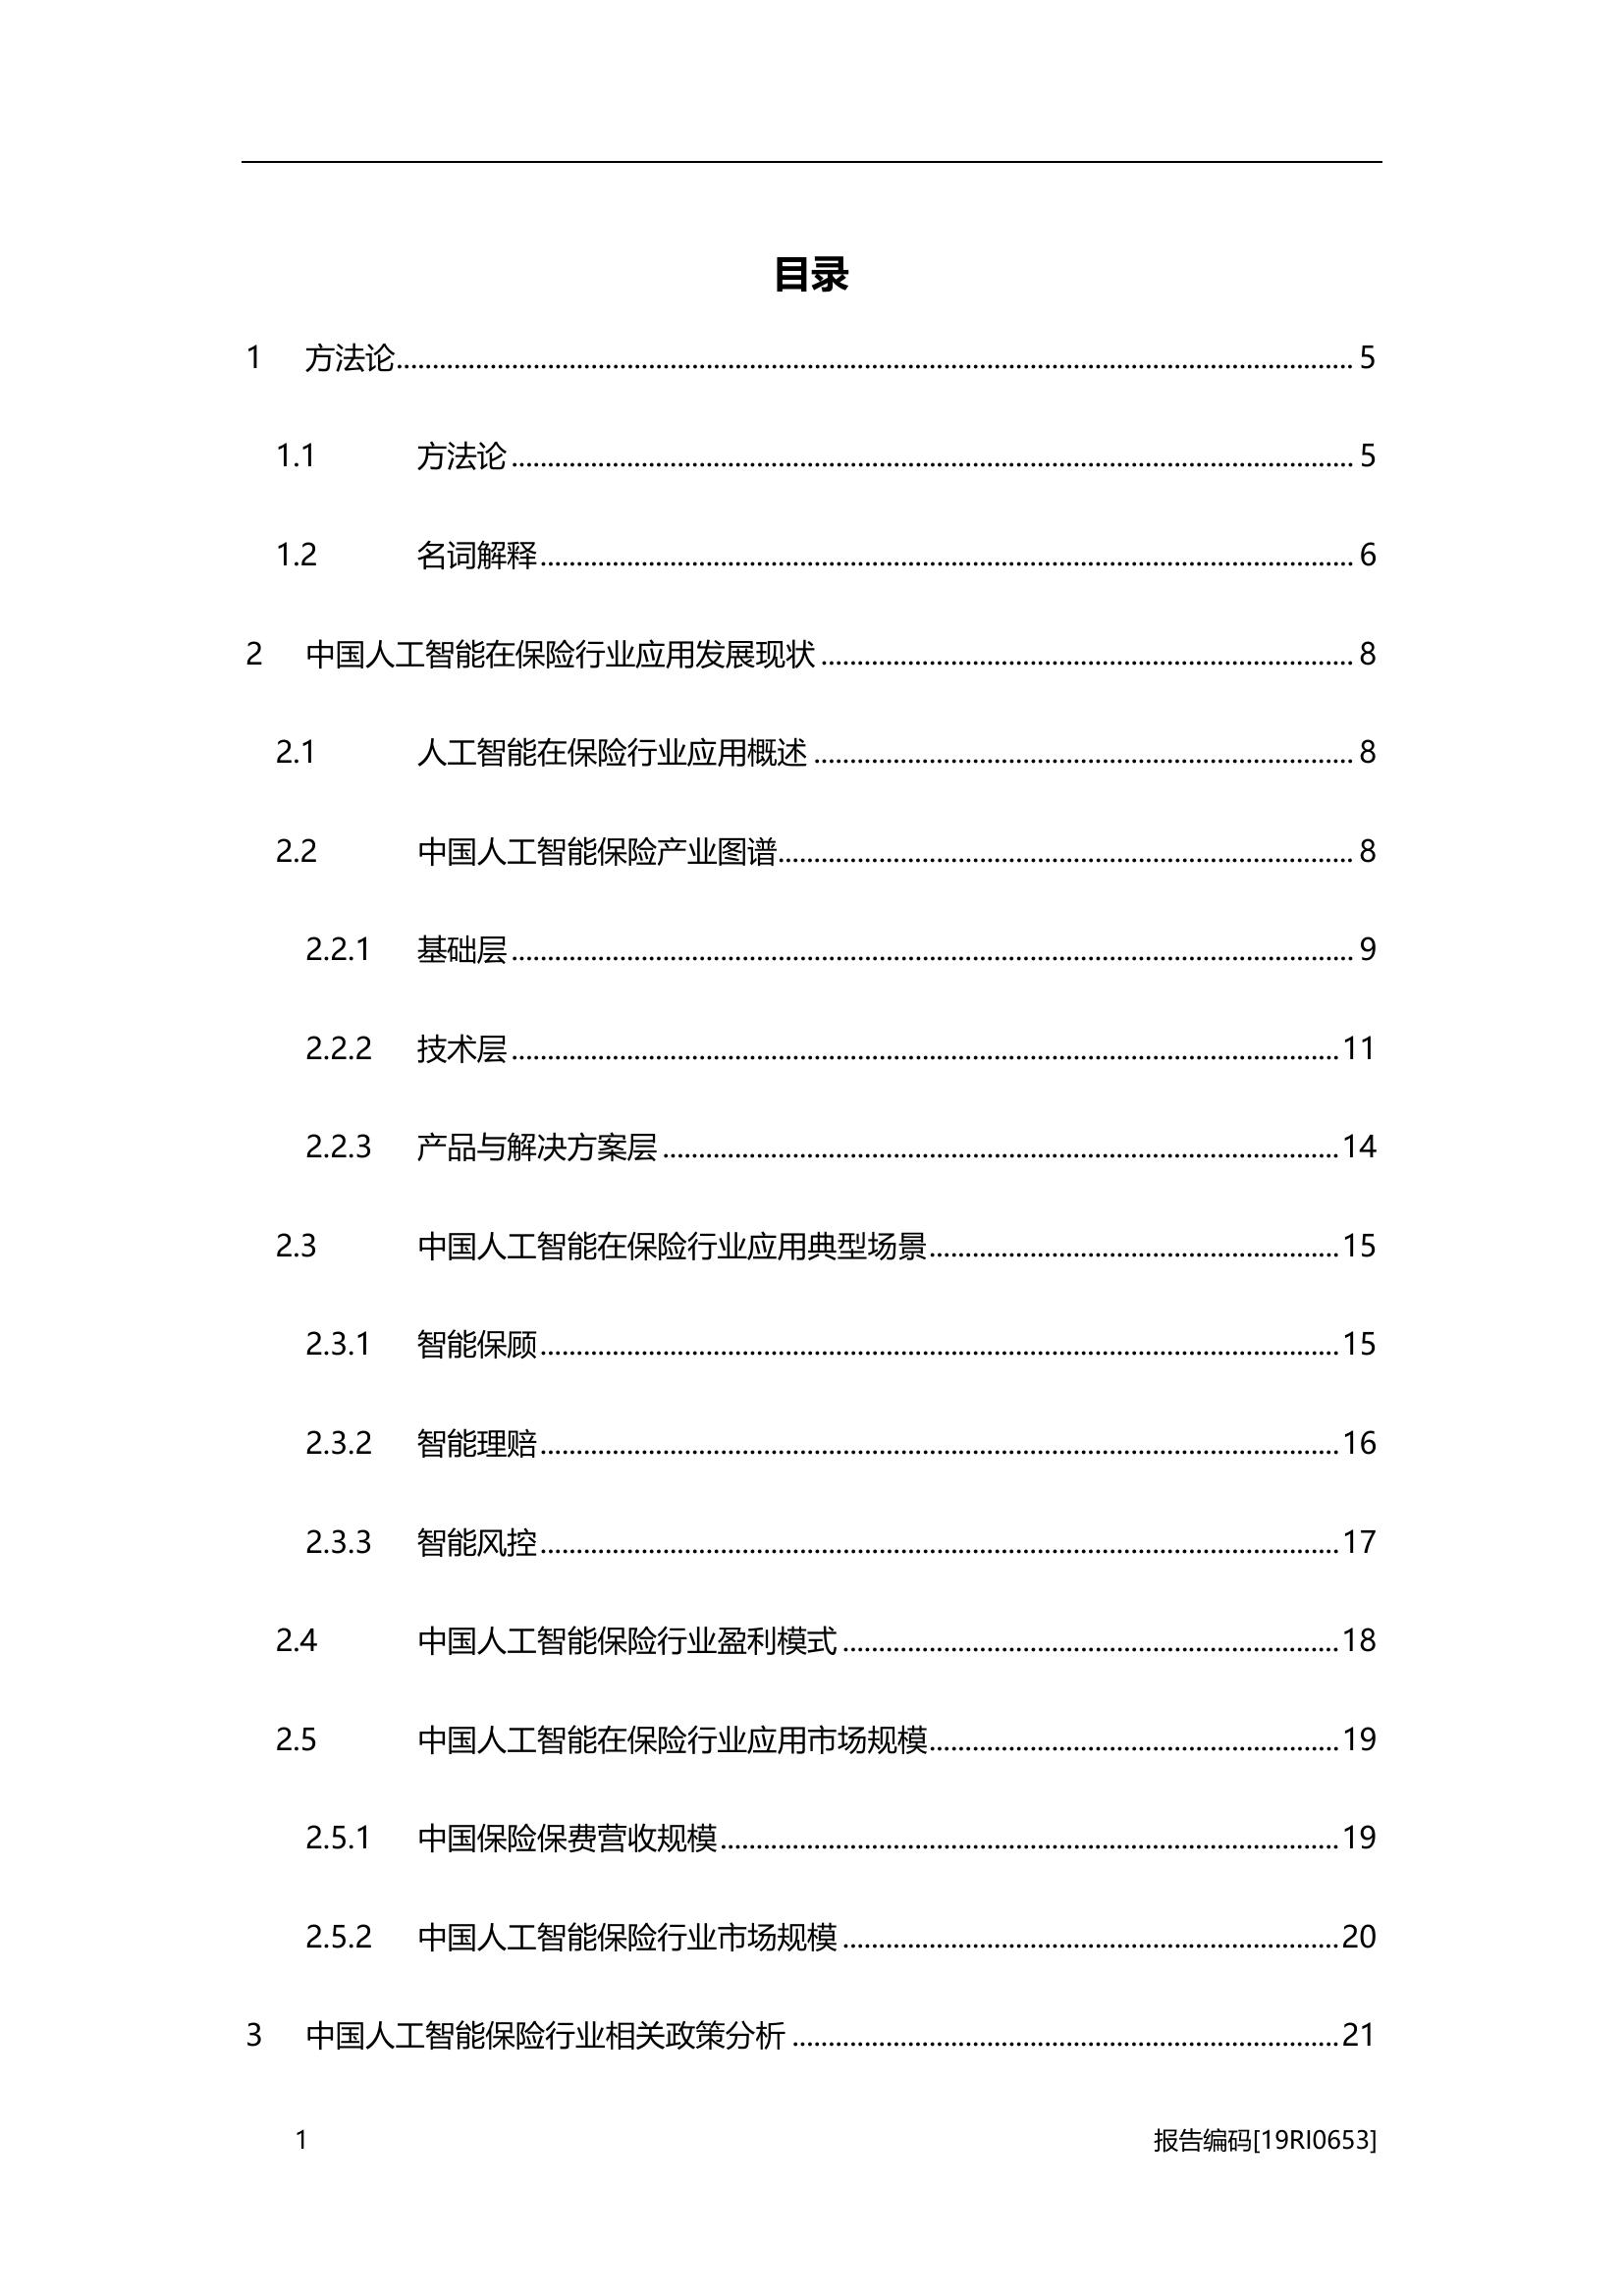 目录
1 方法论 5
1.1 方法论 5
1.2 名词解释 6
2 中国人工智能在保险行业应用发展现状 8
2.1 人工智能在保险行业应用概述 8
2.2 中国人工智能保险产业图谱 8
2.2.1 基础层 9
2.2.2 技术层 11
2.2.3 产品与解决方案层 14
2.3 中国人工智能在保险行业应用典型场景 15
2.3.1 智能保顾 15
2.3.2 智能理赔 16
2.3.3 智能风控 17
2.4 中国人工智能保险行业盈利模式 18
2.5 中国人工智能在保险行业应用市场规模 19
2.5.1 中国保险保费营收规模 19
2.5.2 中国人工智能保险行业市场规模 20
3 中国人工智能保险行业相关政策分析 21
1 报告编码[19RI0653]